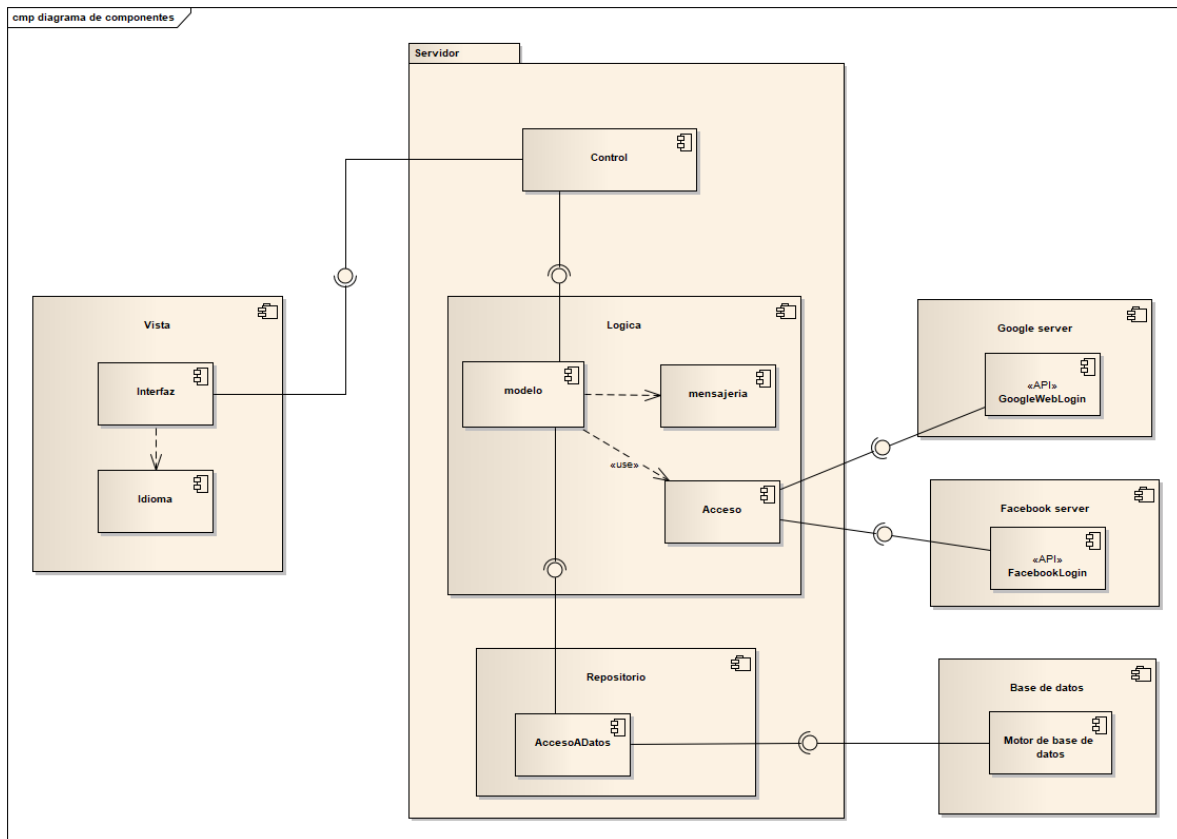 cmp diagrama de componentes
Servidor
Control
Vista
Interfaz
Idioma
Logica
modelo
mensajeria
«use»
Acceso
Google server
«API»
GoogleWebLogin
Facebook server
«API»
FacebookLogin
Repositorio
AccesoADatos
Base de datos
Motor de base de
datos